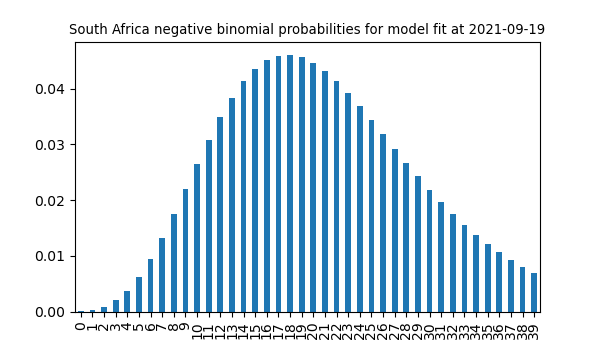 South Africa negative binomial probabilities for model fit at 2021-09-19
0.04
0.03
0.02
0.01
0.00
0 1 2 3 4 5 6 7 8 9 10 11 12 13 14 15 16 17 18 19 20 21 22 23 24 25 26 27 28 29 30 31 32 33 34 35 36 37 38 39